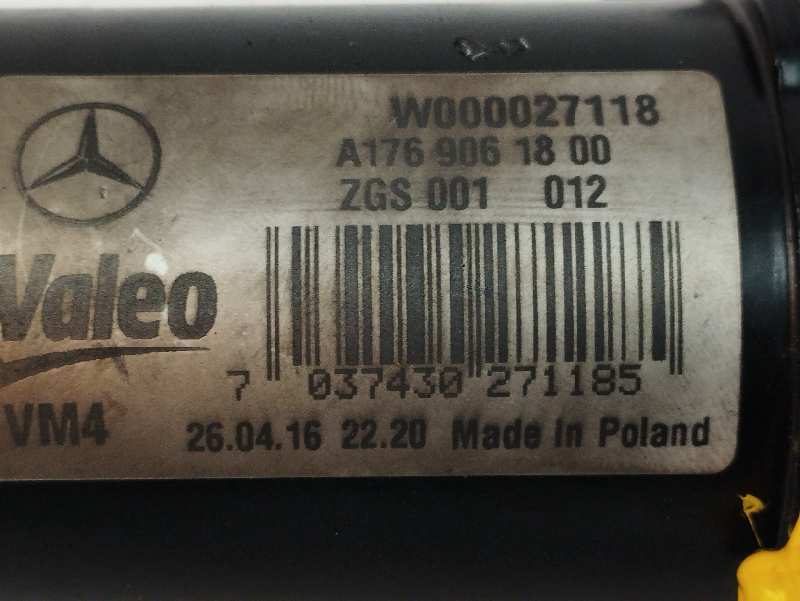 W000027118
A176 906 18 00
ZGS 001 012
Valeo
7 037430 271185
VM4
26.04.16 22.20 Made in Poland